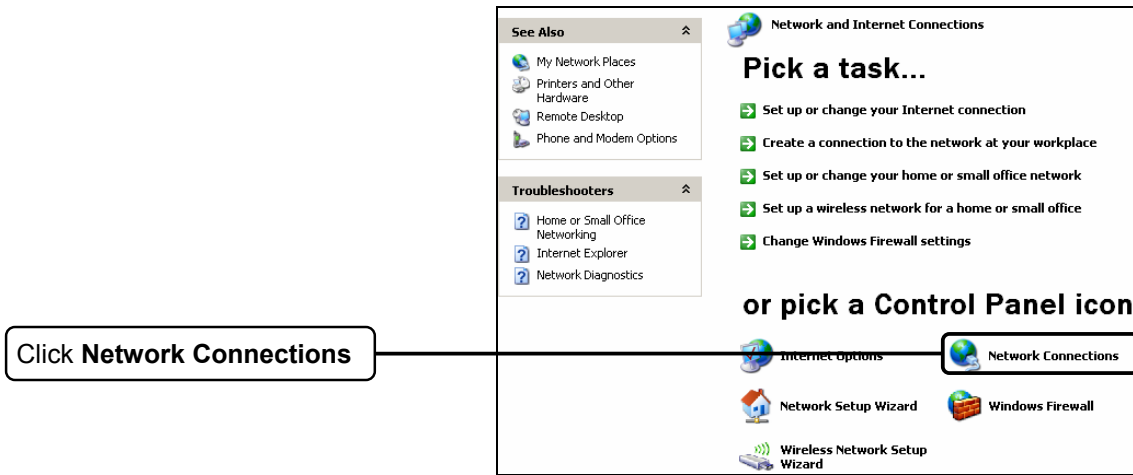 Click Network Connections
See Also
My Network Places
Printers and Other
Hardware
Remote Desktop
Phone and Modem Options
Troubleshooters
Home or Small Office
Networking
Internet Explorer
Network Diagnostics
Network and Internet Connections
Pick a task...
Set up or change your Internet connection
Create a connection to the network at your workplace
Set up or change your home or small office network
Set up a wireless network for a home or small office
Change Windows Firewall settings
or pick a Control Panel icon
Internet Options
Network Connections
Network Setup Wizard
Windows Firewall
Wireless Network Setup
Wizard